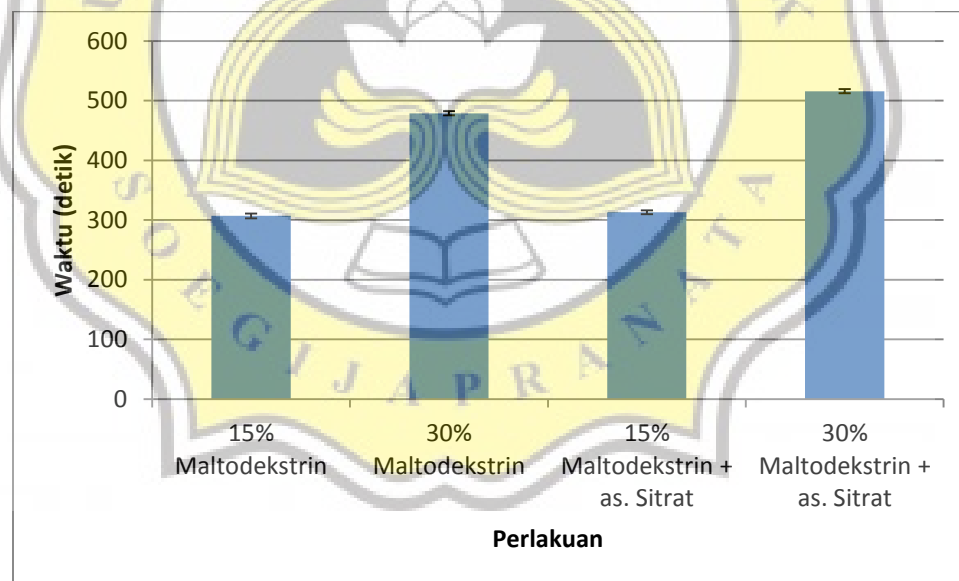 600
500
400
300
200
100
0
Waktu (detik)
15%
Maltodekstrin
30%
Maltodekstrin
15%
Maltodekstrin +
as. Sitrat
30%
Maltodekstrin +
as. Sitrat
Perlakuan
SOEGIJAPRANATA